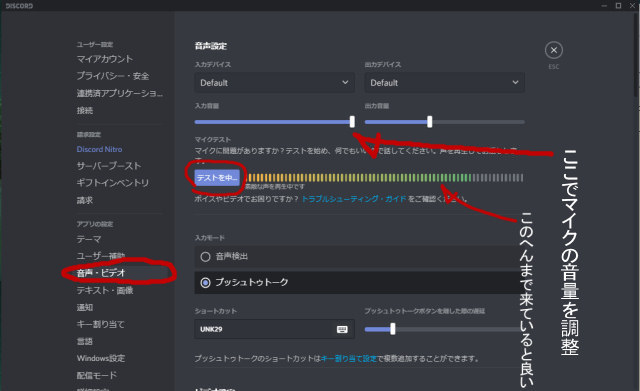 DISCORD
ユーザー設定
マイアカウント
プライバシー・安全
連携済アプリケーショ...
接続
請求設定
Discord Nitro
サーバーブースト
ギフトインベントリ
請求
アプリの設定
テーマ
ユーザー補助
音声・ビデオ
テキスト・画像
通知
キー割り当て
言語
Windows設定
配信モード
音声設定
入力デバイス
出力デバイス
Default
Default
入力音量
出力音量
マイクテスト
マイクに問題がありますか?テストを始め、何でもいい
で話してください。声を再生して
テストを中...
素敵な声を再生中です
ボイスやビデオでお困りですか? トラブルシューティング・ガイド をご確認ください。
入力モード
音声検出
プッシュトゥトーク
ショートカット
プッシュトゥトークボタンを離した際の遅延
UNK29
プッシュトゥトークのショートカットはキー割り当て設定で複数追加することができます。
ESC
ここでマイクの音量を調整
このへんまで来ていると良い